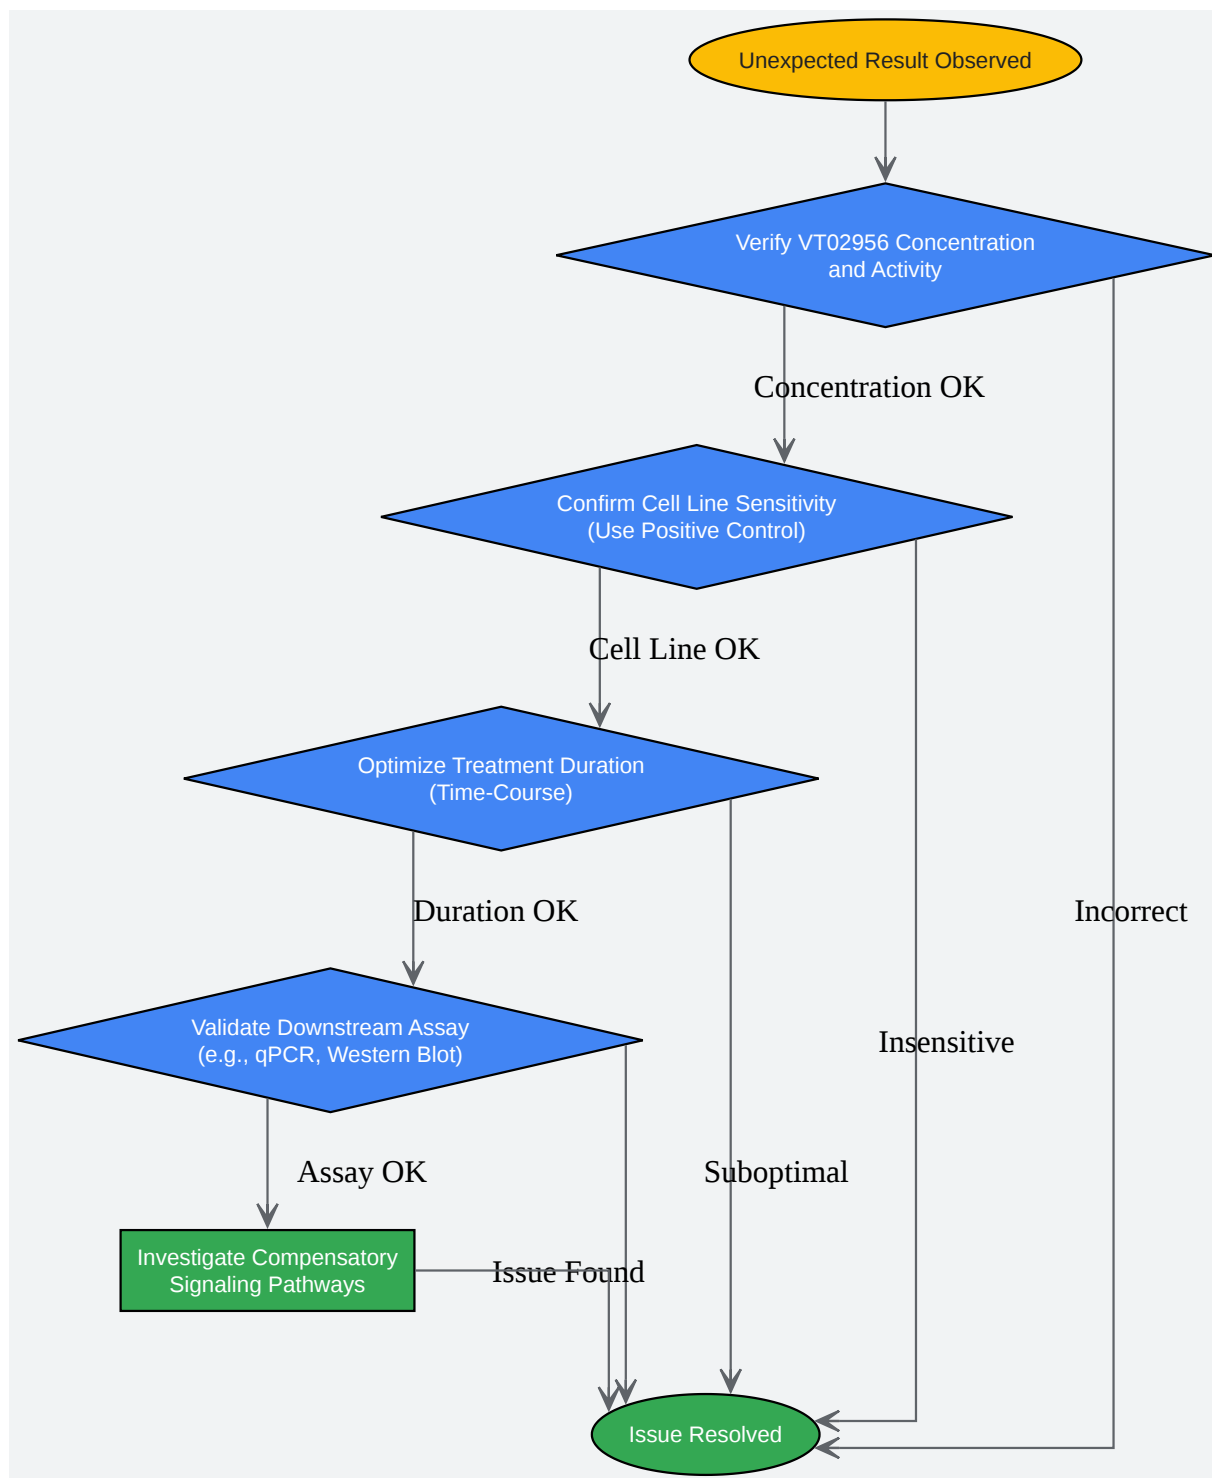 Unexpected Result Observed
Verify VT02956 Concentration
and Activity
Concentration OK
Confirm Cell Line Sensitivity
(Use Positive Control)
Cell Line OK
Optimize Treatment Duration
(Time-Course)
Duration OK
Incorrect
Validate Downstream Assay
(e.g., qPCR, Western Blot)
Insensitive
Assay OK
Suboptimal
Investigate Compensatory
Signaling Pathways
Issue Found
Issue Resolved